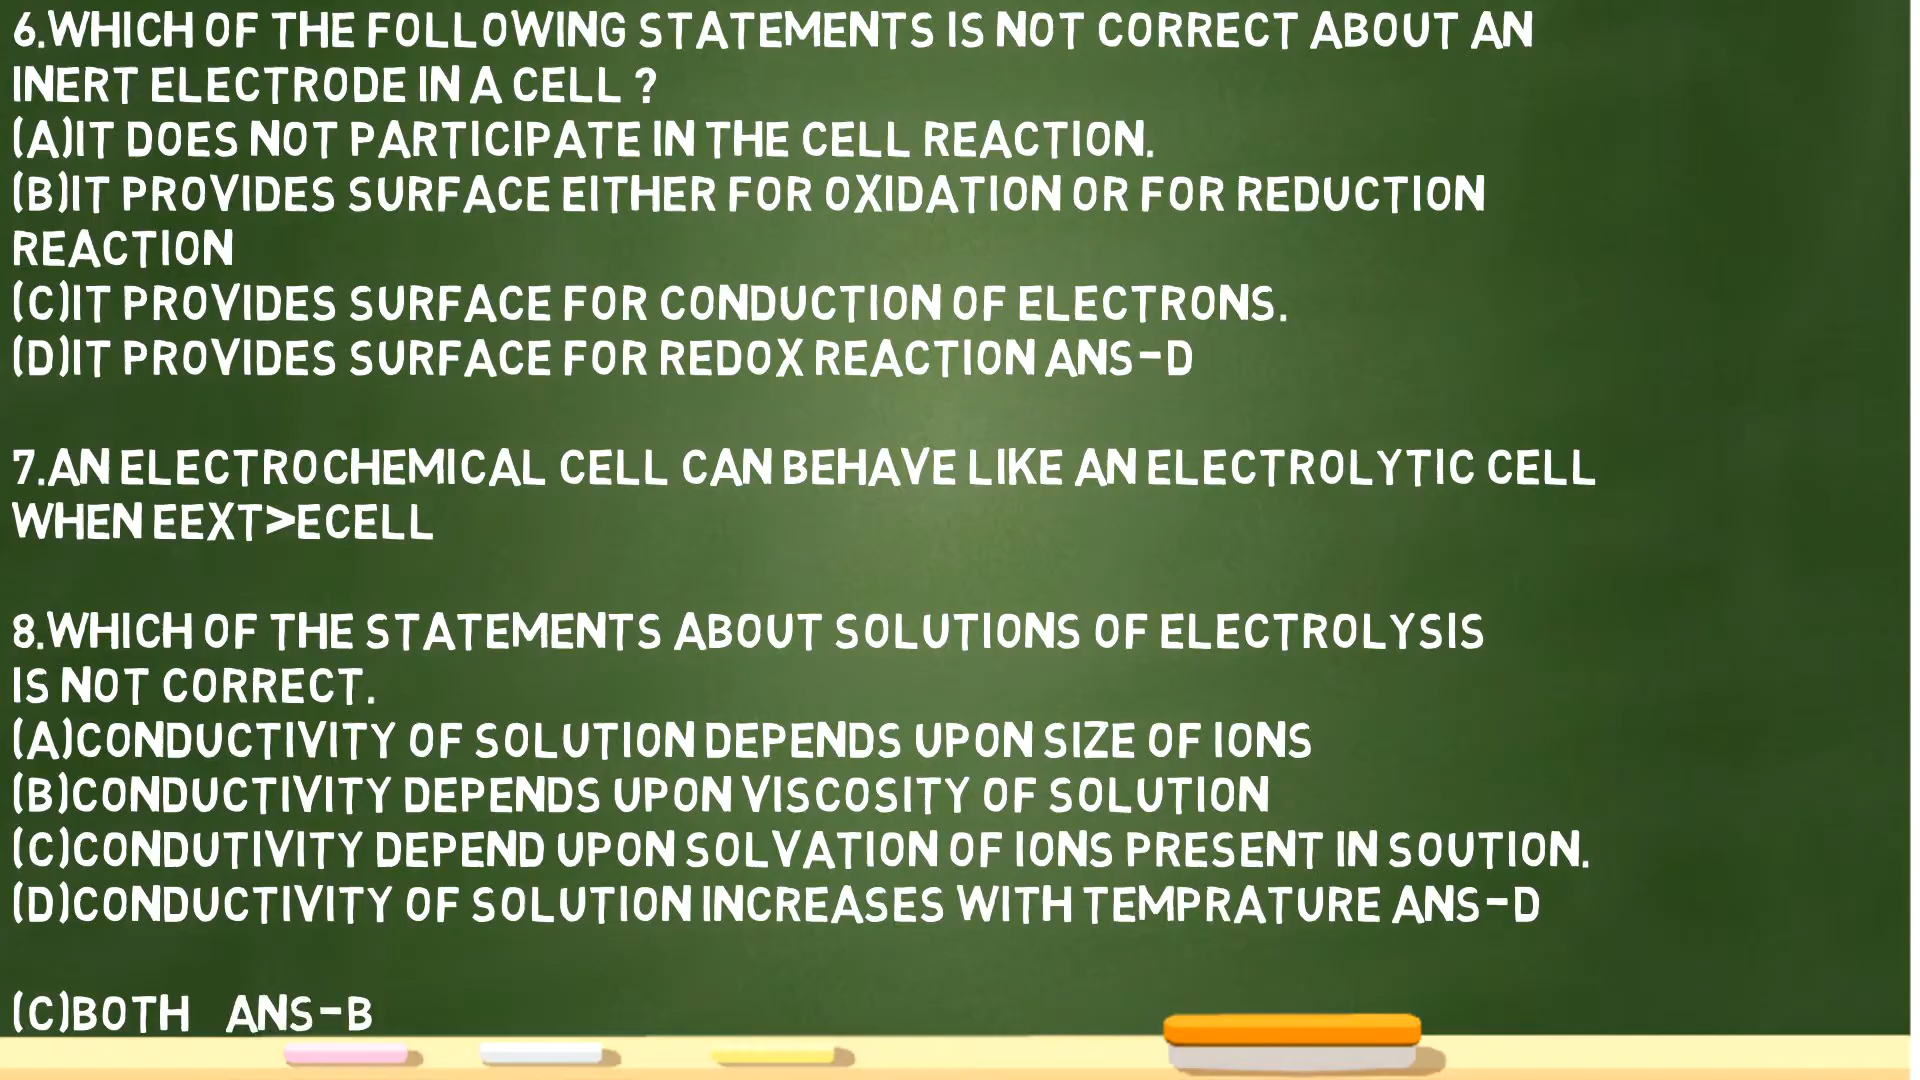 6.WHICH OF THE FOLLOWING STATEMENTS IS NOT CORRECT ABOUT AN
INERT ELECTRODE IN A CELL ?
(A)IT DOES NOT PARTICIPATE IN THE CELL REACTION.
(B)IT PROVIDES SURFACE EITHER FOR OXIDATION OR FOR REDUCTION
REACTION
(C)IT PROVIDES SURFACE FOR CONDUCTION OF ELECTRONS.
(D)IT PROVIDES SURFACE FOR REDOX REACTION ANS-D
7.AN ELECTROCHEMICAL CELL CAN BEHAVE LIKE AN ELECTROLYTIC CELL
WHEN EEXT>ECELL
8.WHICH OF THE STATEMENTS ABOUT SOLUTIONS OF ELECTROLYSIS
IS NOT CORRECT.
(A)CONDUCTIVITY OF SOLUTION DEPENDS UPON SIZE OF IONS
(B)CONDUCTIVITY DEPENDS UPON VISCOSITY OF SOLUTION
(C)CONDUTIVITY DEPEND UPON SOLVATION OF IONS PRESENT IN SOUTION.
(D)CONDUCTIVITY OF SOLUTION INCREASES WITH TEMPRATURE ANS-D
(C)BOTH ANS-B